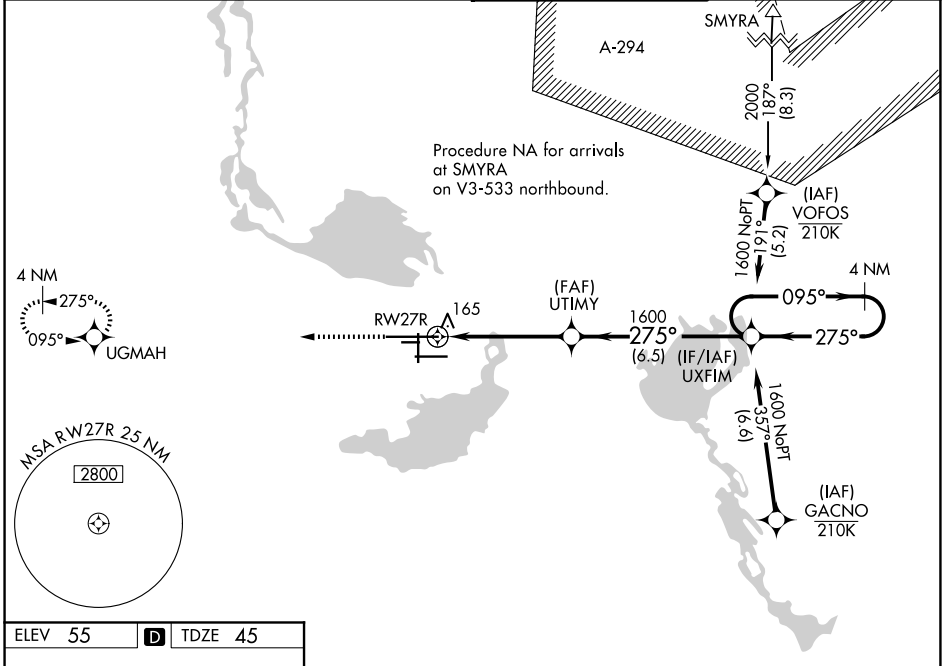 SMYRA
A-294
2000
187°
(8.3)
Procedure NA for arrivals
at SMYRA
on V3-533 northbound.
(IAF)
VOFOS
210K
1600 NoPT
191°
(5.2)
4 NM
275°
095°
UGMAH
RW27R
165
(FAF)
UTIMY
1600
275°
(6.5)
(IF/IAF)
UXFIM
4 NM
095°
275°
1600 NoPT
357°
(6.6)
(IAF)
GACNO
210K
MSA RW27R 25 NM
2800
ELEV 55 D TDZE 45